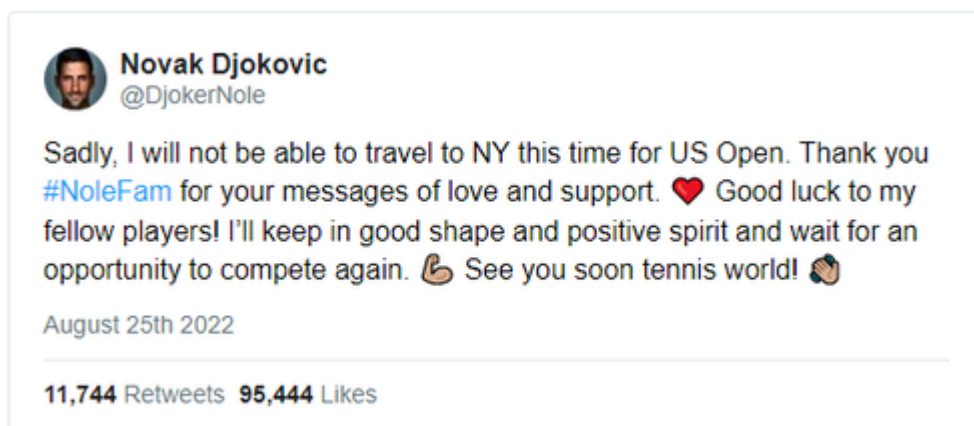 Novak Djokovic
@DjokerNole
Sadly, I will not be able to travel to NY this time for US Open. Thank you
#NoleFam for your messages of love and support. ❤️ Good luck to my
fellow players! I’ll keep in good shape and positive spirit and wait for an
opportunity to compete again. 💪🏼 See you soon tennis world! 👏🏼
August 25th 2022
11,744 Retweets 95,444 Likes